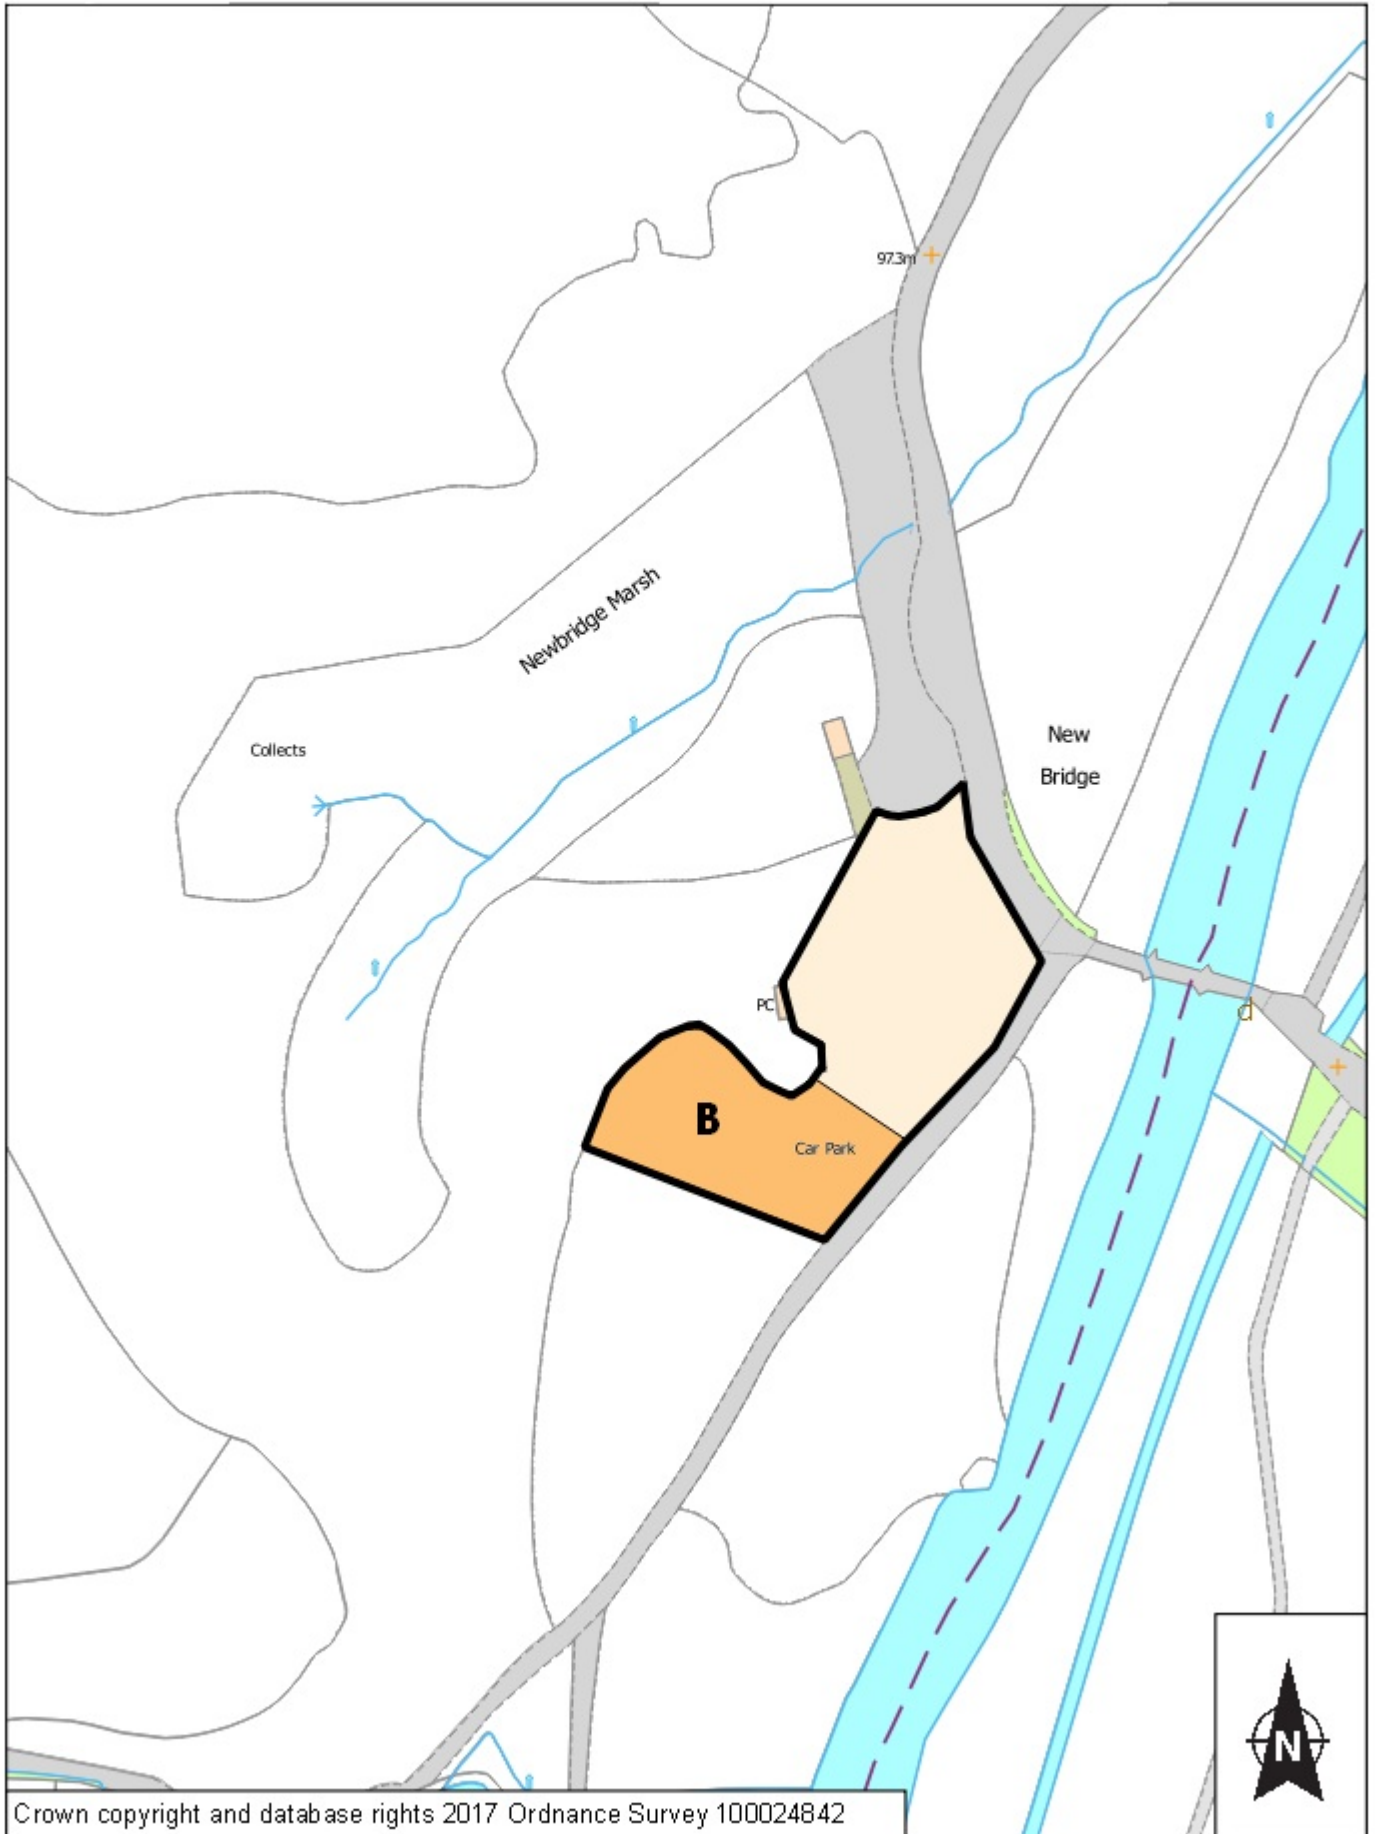 97.3m
Newbridge Marsh
New
Bridge
Collects
PC
B
Car Park
d
N
Crown copyright and database rights 2017 Ordnance Survey 100024842